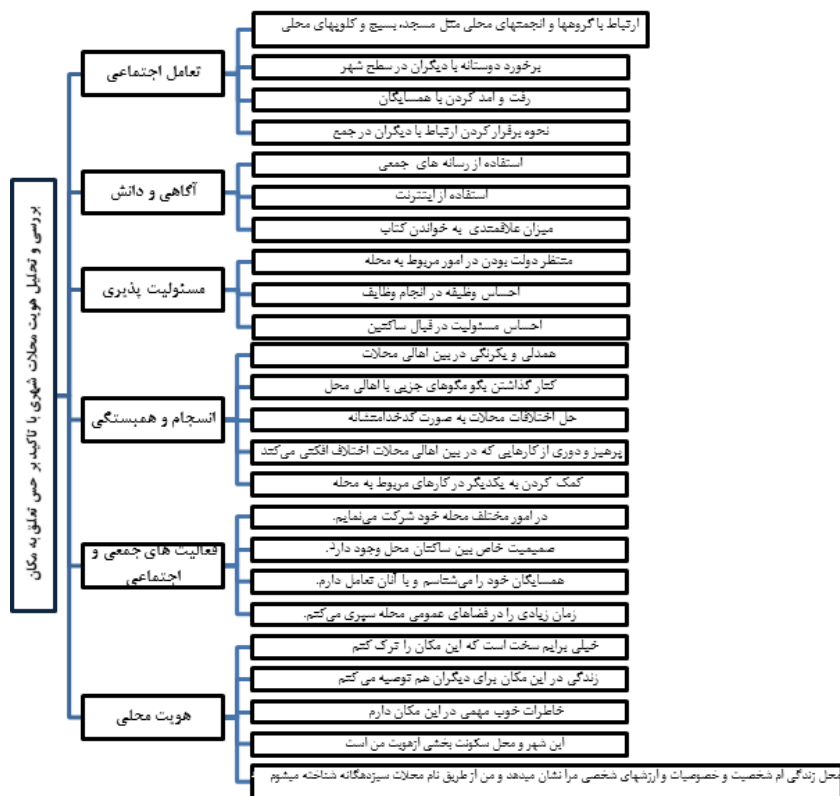 بررسی و تحلیل هویت محلات شهری با تاکید بر حس تعلق به مکان
تعامل اجتماعی
ارتباط با گروهها و انجمنهای محلی مثل مسجد، بسیج و کلوپهای محلی
برخورد دوستانه با دیگران در سطح شهر
رفت و آمد کردن با همسایگان
نحوه برقرار کردن ارتباط با دیگران در جمع
آگاهی و دانش
استفاده از رسانه های جمعی
استفاده از اینترنت
میزان علاقمندی به خواندن کتاب
مسئولیت پذیری
منتظر دولت بودن در امور مربوط به محله
احساس وظیفه در انجام وظایف
احساس مسئولیت در قبال ساکنین
انسجام و همبستگی
همدلی و یکرنگی در بین اهالی محلات
کنار گذاشتن بگو مگوهای جزیی با اهالی محل
حل اختلافات محلات به صورت کدخدامنشانه
پرهیز و دوری از کارهایی که در بین اهالی محلات اختلاف افکنی می‌کند
کمک کردن به یکدیگر در کارهای مربوط به محله
فعالیت های جمعی و
اجتماعی
در امور مختلف محله خود شرکت می‌نمایم.
صمیمیت خاص بین ساکنان محل وجود دارد.
همسایگان خود را می‌شناسم و با آنان تعامل دارم.
زمان زیادی را در فضاهای عمومی محله سپری می‌کنم.
هویت محلی
خیلی برایم سخت است که این مکان را ترک کنم
زندگی در این مکان برای دیگران هم توصیه می کنم
خاطرات خوب مهمی در این مکان دارم
این شهر و محل سکونت بخشی ازهویت من است
محل زندگی ام شخصیت و خصوصیات و ارزشهای شخصی مرا نشان میدهد و من از طریق نام محلات سیزدهگانه شناخته میشوم